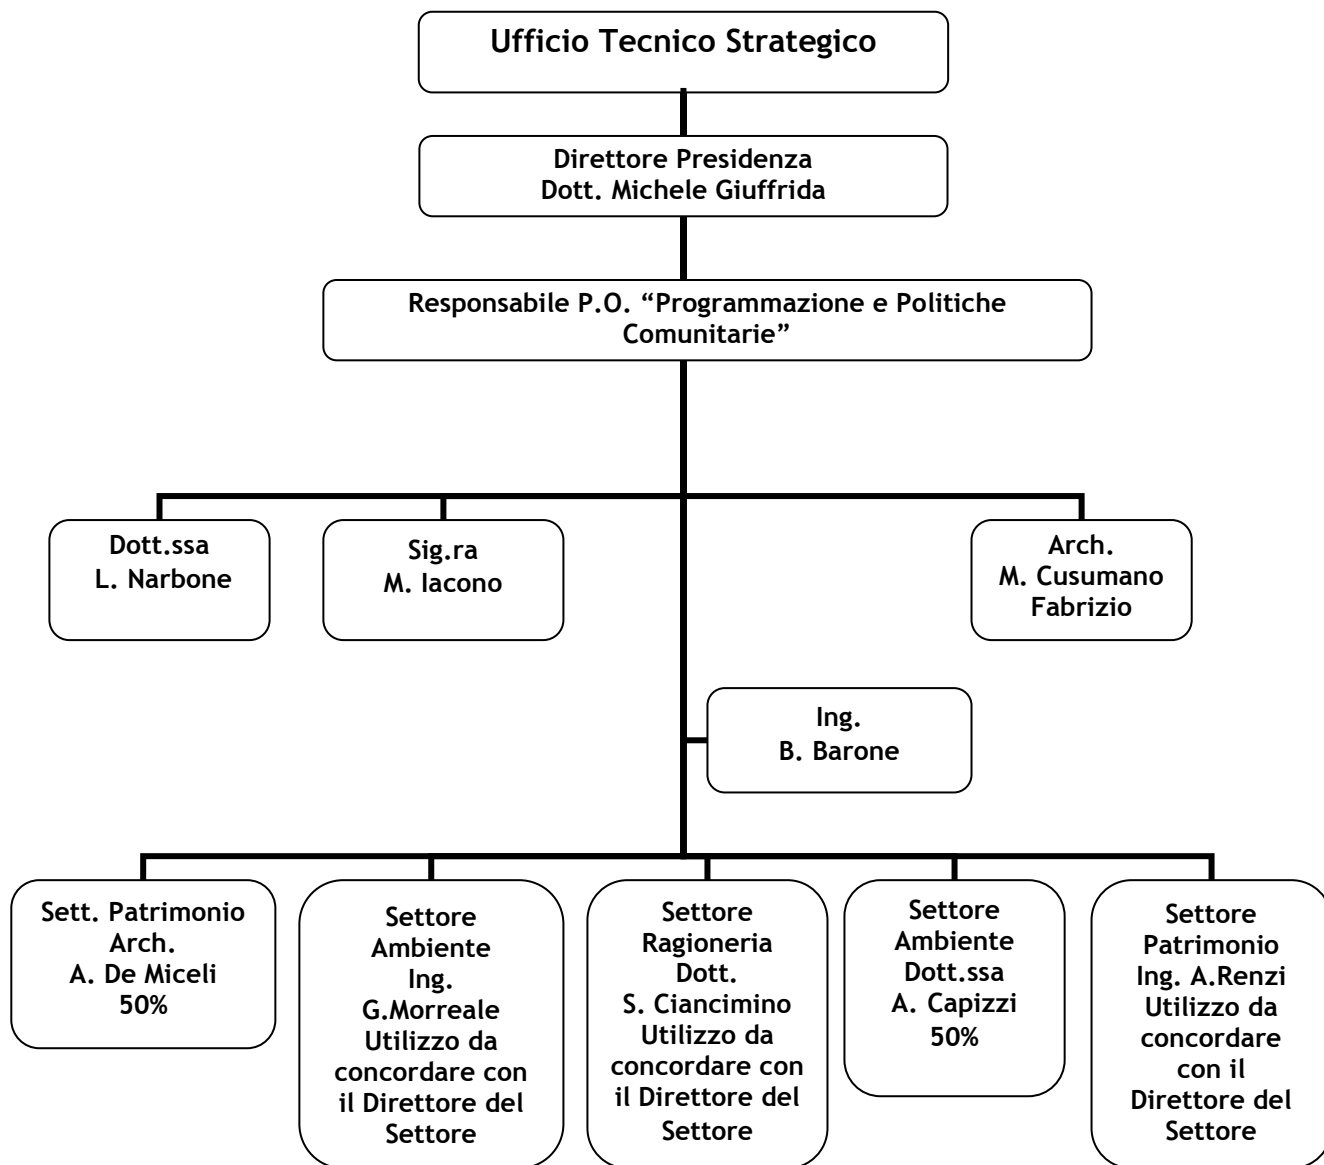 Ufficio Tecnico Strategico
Direttore Presidenza
Dott. Michele Giuffrida
Responsabile P.O. “Programmazione e Politiche
Comunitarie”
Dott.ssa
L. Narbone
Sig.ra
M. Iacono
Arch.
M. Cusumano
Fabrizio
Ing.
B. Barone
Sett. Patrimonio
Arch.
A. De Miceli
50%
Settore
Ambiente
Ing.
G.Morreale
Utilizzo da
concordare con
il Direttore del
Settore
Settore
Ragioneria
Dott.
S. Ciancimino
Utilizzo da
concordare con
il Direttore del
Settore
Settore
Ambiente
Dott.ssa
A. Capizzi
50%
Settore
Patrimonio
Ing. A.Renzi
Utilizzo da
concordare
con il
Direttore del
Settore